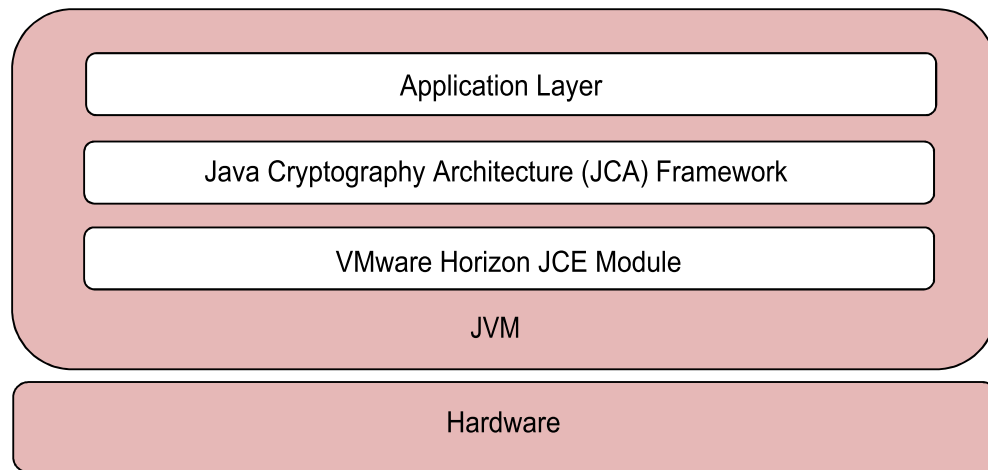 Application Layer
Java Cryptography Architecture (JCA) Framework
VMware Horizon JCE Module
JVM
Hardware